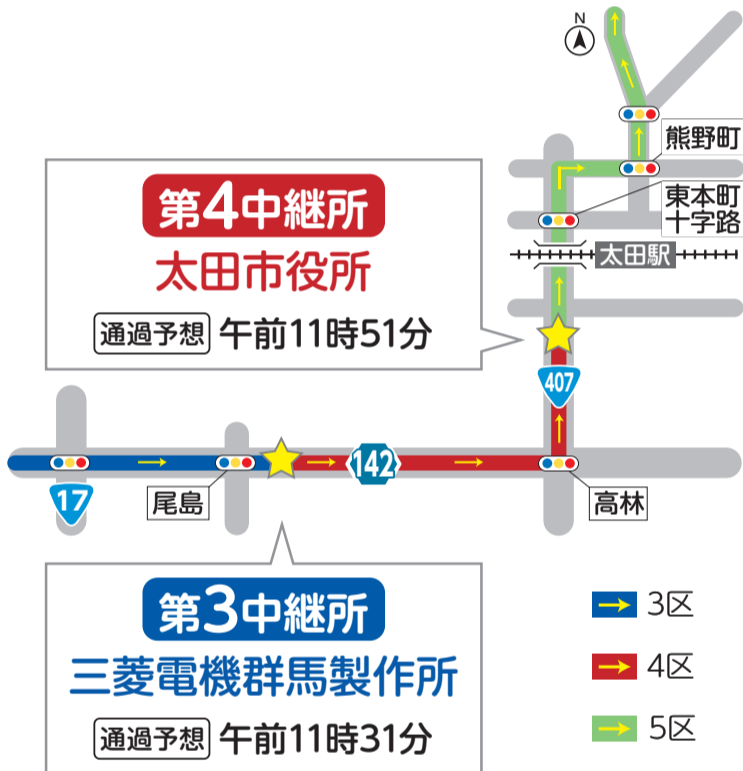 N
熊野町
東本町
十字路
太田駅
第4中継所
太田市役所
通過予想 午前11時51分
407
142
17
尾島
高林
第3中継所
三菱電機群馬製作所
通過予想 午前11時31分
3区
4区
5区